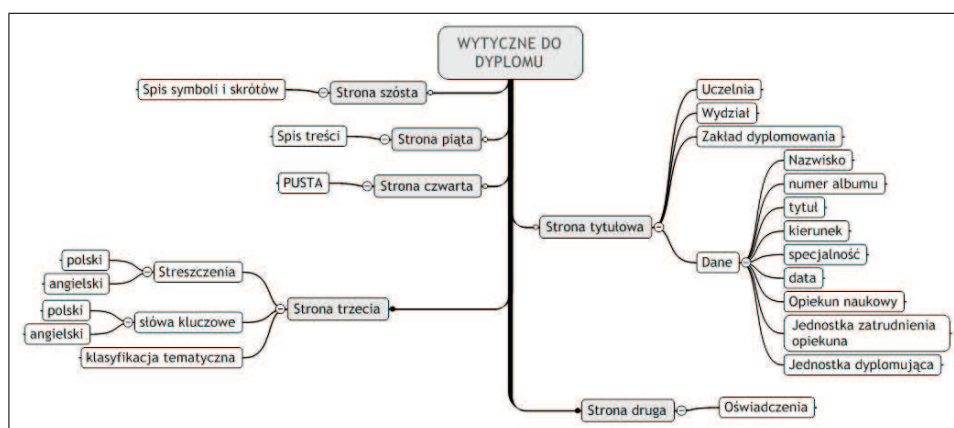 WYTYCZNE DO
DYPLOMU
Strona tytułowa
Uczelnia
Wydział
Zakład dyplomowania
Dane
Nazwisko
numer albumu
tytuł
kierunek
specjalność
data
Opiekun naukowy
Jednostka zatrudnienia
opiekuna
Jednostka dyplomująca
Strona druga
Oświadczenia
Strona trzecia
Streszczenia
polski
angielski
słówa kluczowe
polski
angielski
klasyfikacja tematyczna
Strona czwarta
PUSTA
Strona piąta
Spis treści
Strona szósta
Spis symboli i skrótów